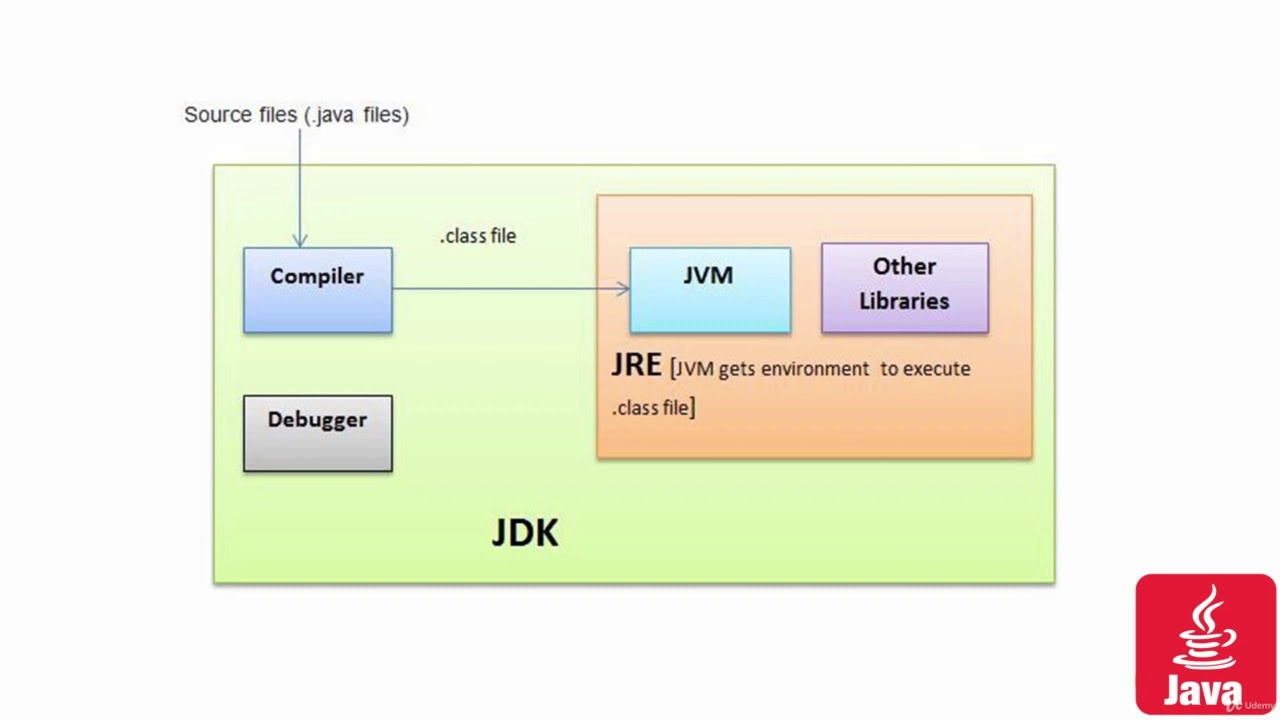 Source files (.java files)
.class file
Compiler
JVM
Other
Libraries
JRE [JVM gets environment to execute
.class file]
Debugger
JDK
Java
Udemy